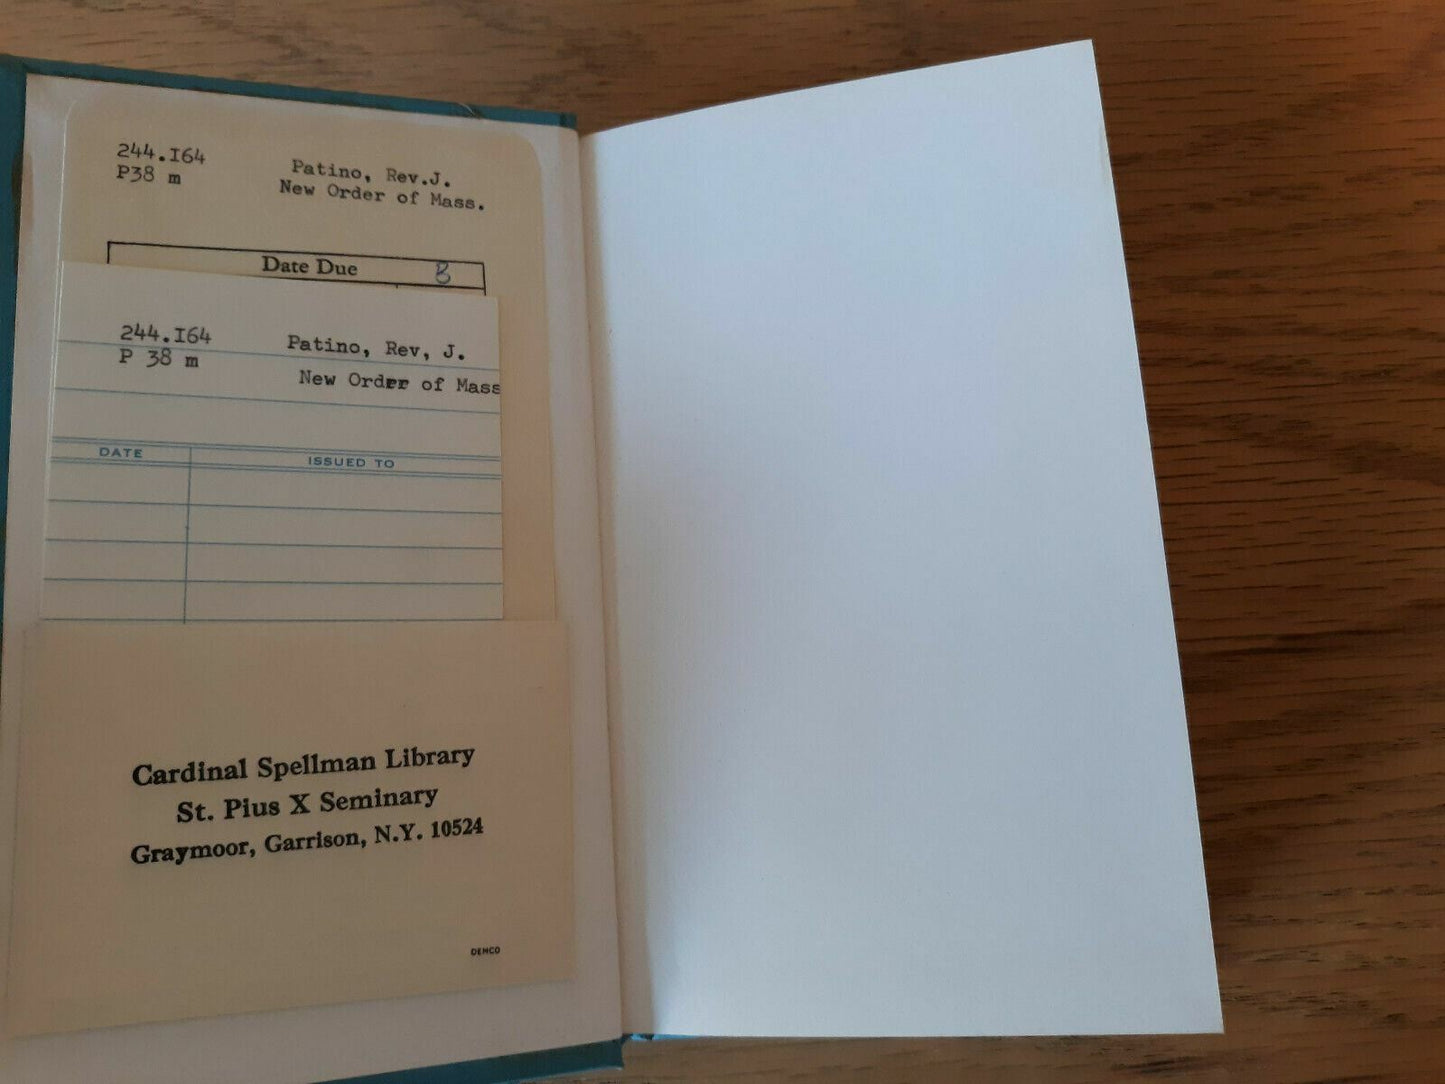 244.I64
P38 m
Patino, Rev.J.
New Order of Mass.
Date Due
B
244.I64
P 38 m
Patino, Rev, J.
New Order of Mass
DATE
ISSUED TO
Cardinal Spellman Library
St. Pius X Seminary
Graymoor, Garrison, N.Y. 10524
DEMCO